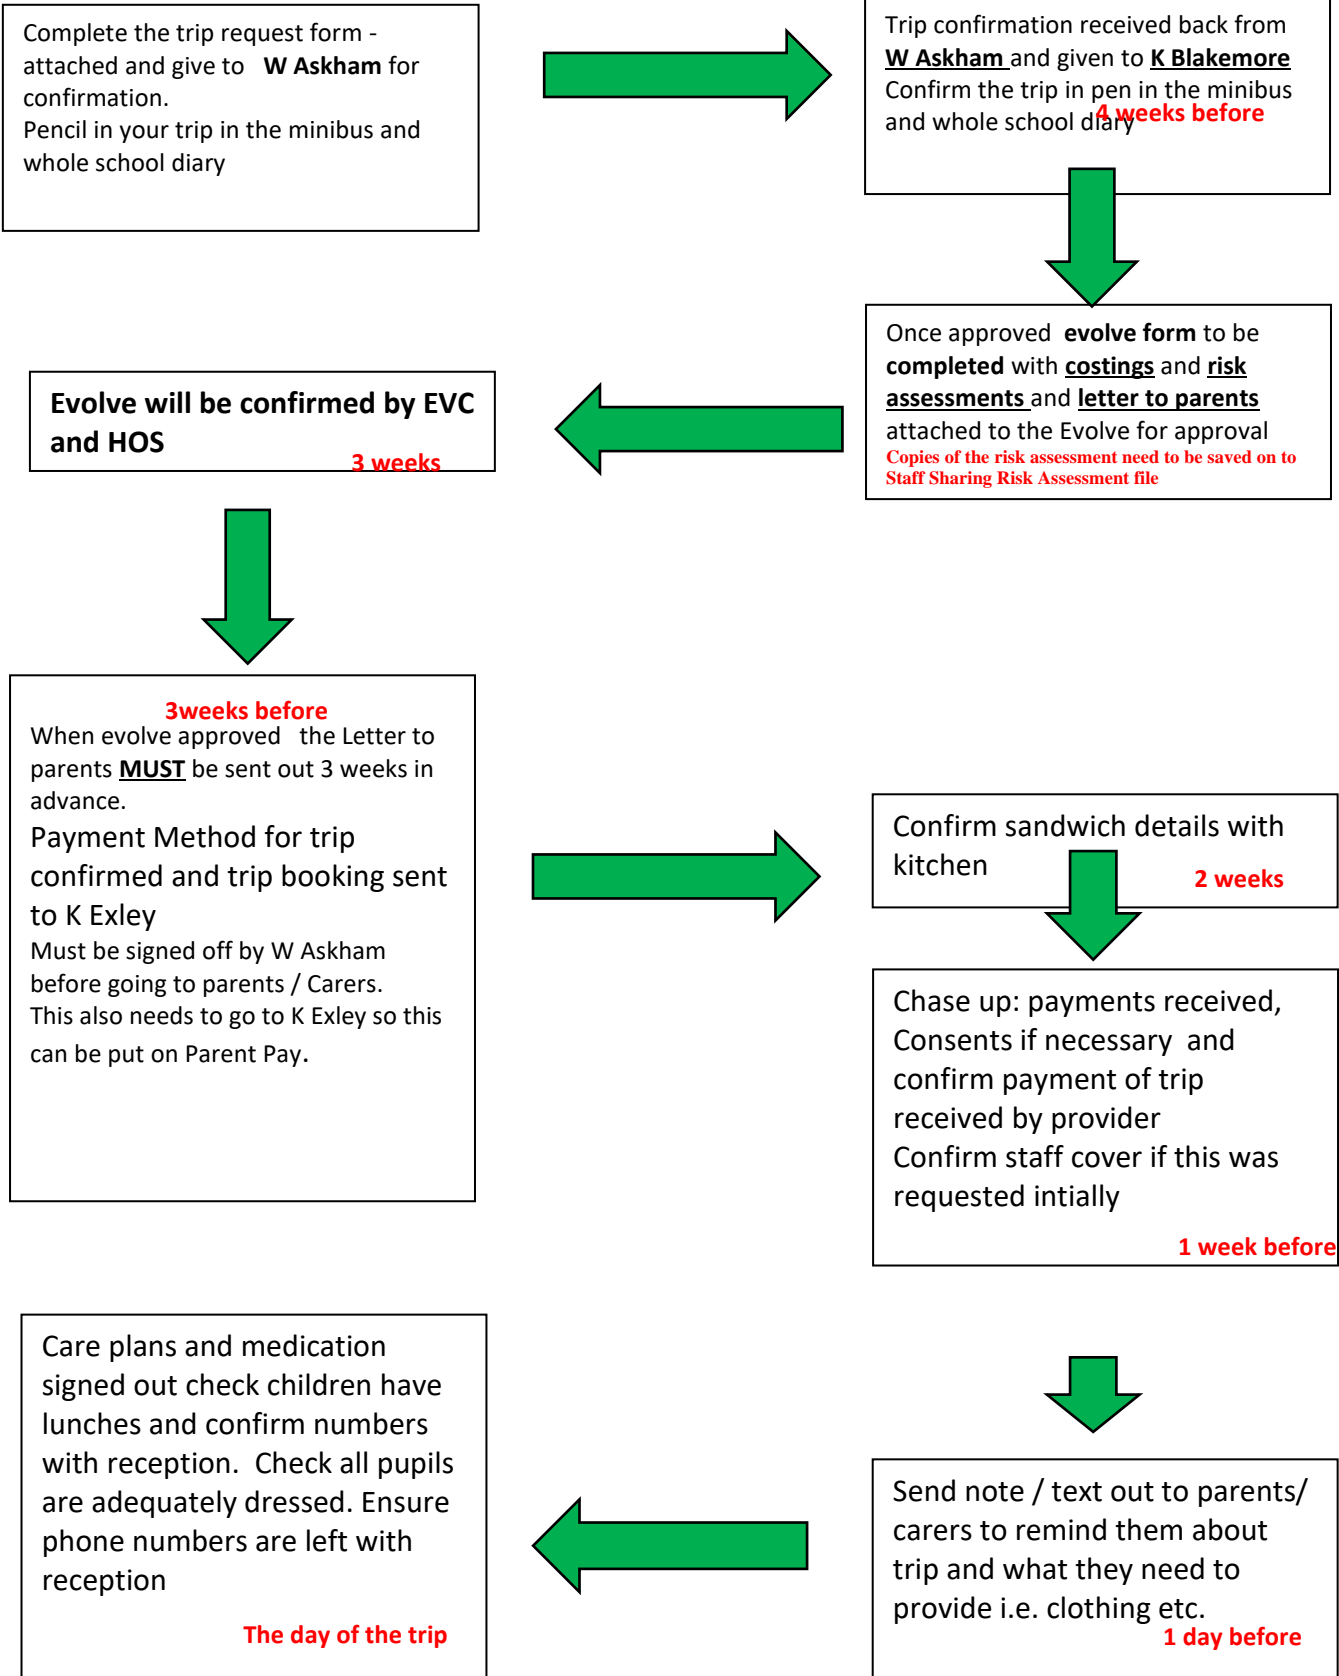 Complete the trip request form -
attached and give to W Askham for
confirmation.
Pencil in your trip in the minibus and
whole school diary
Trip confirmation received back from
W Askham and given to K Blakemore
Confirm the trip in pen in the minibus
and whole school diary
4 weeks before
Once approved evolve form to be
completed with costings and risk
assessments and letter to parents
attached to the Evolve for approval
Copies of the risk assessment need to be saved on to
Staff Sharing Risk Assessment file
Evolve will be confirmed by EVC
and HOS
3 weeks
3weeks before
When evolve approved the Letter to
parents MUST be sent out 3 weeks in
advance.
Payment Method for trip
confirmed and trip booking sent
to K Exley
Must be signed off by W Askham
before going to parents / Carers.
This also needs to go to K Exley so this
can be put on Parent Pay.
Confirm sandwich details with
kitchen
2 weeks
Chase up: payments received,
Consents if necessary and
confirm payment of trip
received by provider
Confirm staff cover if this was
requested intially
1 week before
Send note / text out to parents/
carers to remind them about
trip and what they need to
provide i.e. clothing etc.
1 day before
Care plans and medication
signed out check children have
lunches and confirm numbers
with reception. Check all pupils
are adequately dressed. Ensure
phone numbers are left with
reception
The day of the trip